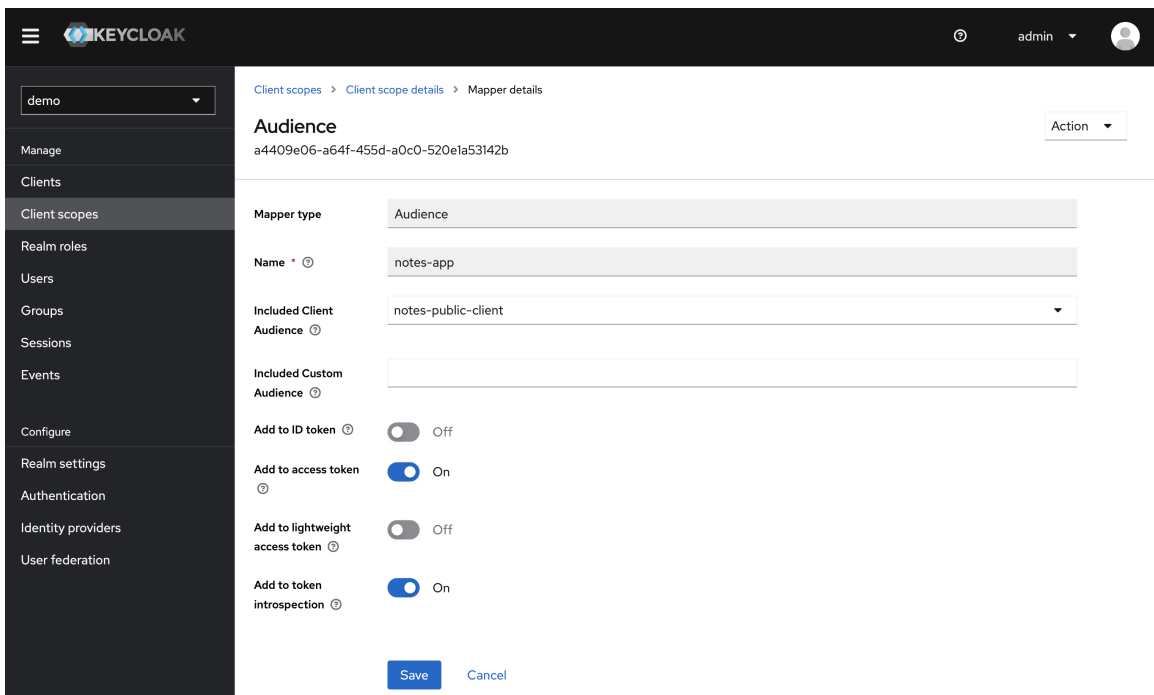 KEYCLOAK
admin
demo
Manage
Clients
Client scopes
Realm roles
Users
Groups
Sessions
Events
Configure
Realm settings
Authentication
Identity providers
User federation
Client scopes > Client scope details > Mapper details
Audience
a4409e06-a64f-455d-a0c0-520e1a53142b
Action
Mapper type
Audience
Name *
notes-app
Included Client
Audience
notes-public-client
Included Custom
Audience
Add to ID token
Off
Add to access token
On
Add to lightweight
access token
Off
Add to token
introspection
On
Save
Cancel